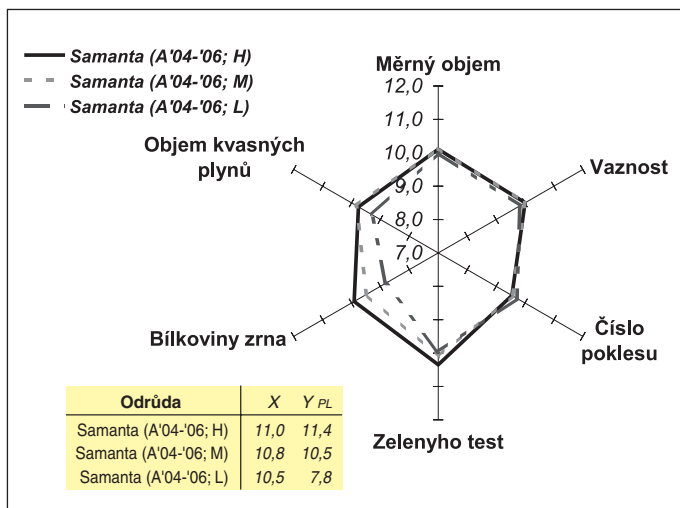 Samanta (A'04-'06; H)
Samanta (A'04-'06; M)
Samanta (A'04-'06; L)
Měrný objem
12,0
11,0
10,0
9,0
8,0
7,0
Objem kvasných
plynů
Vaznost
Bílkoviny zrna
Číslo
poklesu
Zelenyho test
Odrůda X Y PL
Samanta (A'04-'06; H) 11,0 11,4
Samanta (A'04-'06; M) 10,8 10,5
Samanta (A'04-'06; L) 10,5 7,8